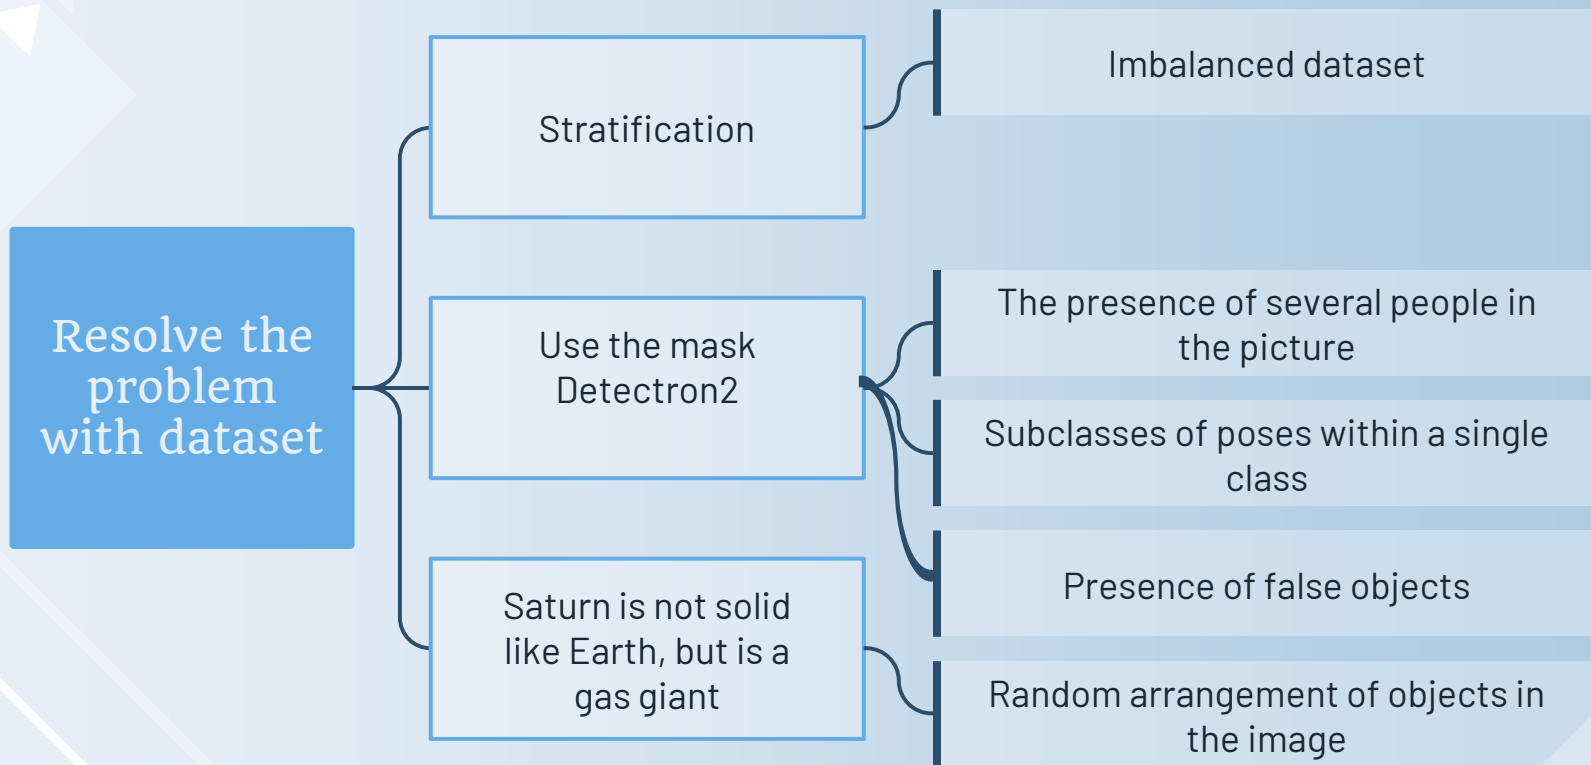 Resolve the
problem
with dataset
Stratification
Use the mask
Detectron2
Saturn is not solid
like Earth, but is a
gas giant
Imbalanced dataset
The presence of several people in
the picture
Subclasses of poses within a single
class
Presence of false objects
Random arrangement of objects in
the image